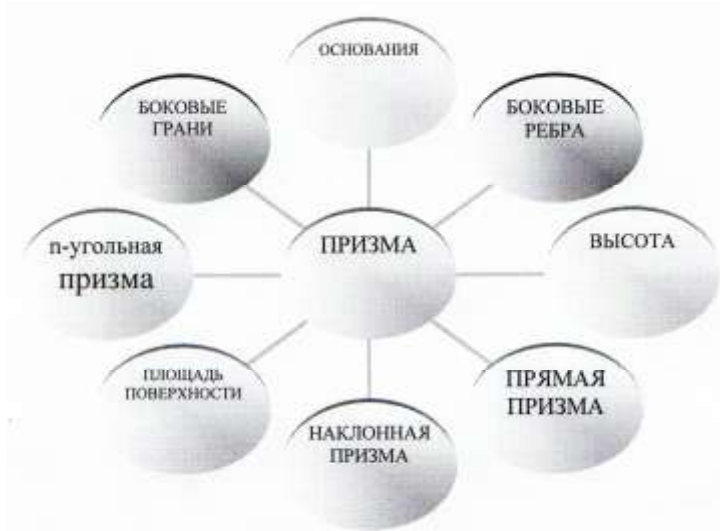 ОСНОВАНИЯ
БОКОВЫЕ
ГРАНИ
БОКОВЫЕ
РЕБРА
n-угольная
призма
ПРИЗМА
ВЫСОТА
ПЛОЩАДЬ
ПОВЕРХНОСТИ
НАКЛОННАЯ
ПРИЗМА
ПРЯМАЯ
ПРИЗМА